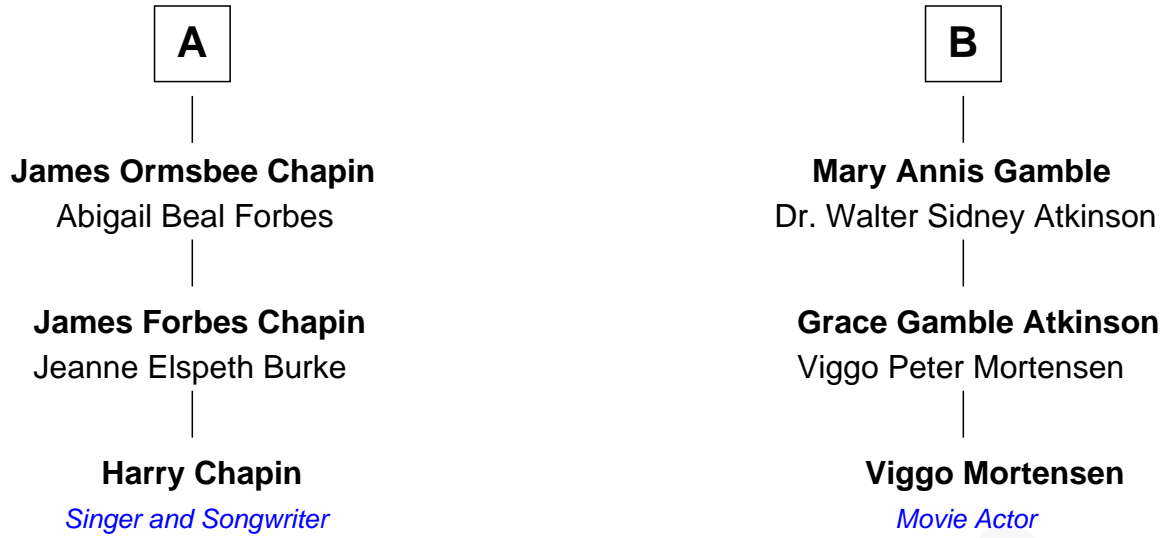 A
James Ormsbee Chapin
Abigail Beal Forbes
James Forbes Chapin
Jeanne Elspeth Burke
Harry Chapin
Singer and Songwriter
B
Mary Annis Gamble
Dr. Walter Sidney Atkinson
Grace Gamble Atkinson
Viggo Peter Mortensen
Viggo Mortensen
Movie Actor